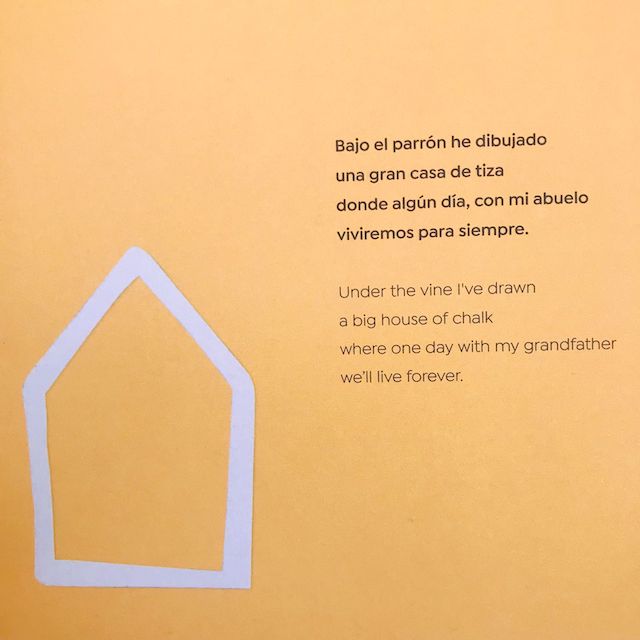 Bajo el parrón he dibujado
una gran casa de tiza
donde algún día, con mi abuelo
viviremos para siempre.
Under the vine I've drawn
a big house of chalk
where one day with my grandfather
we'll live forever.